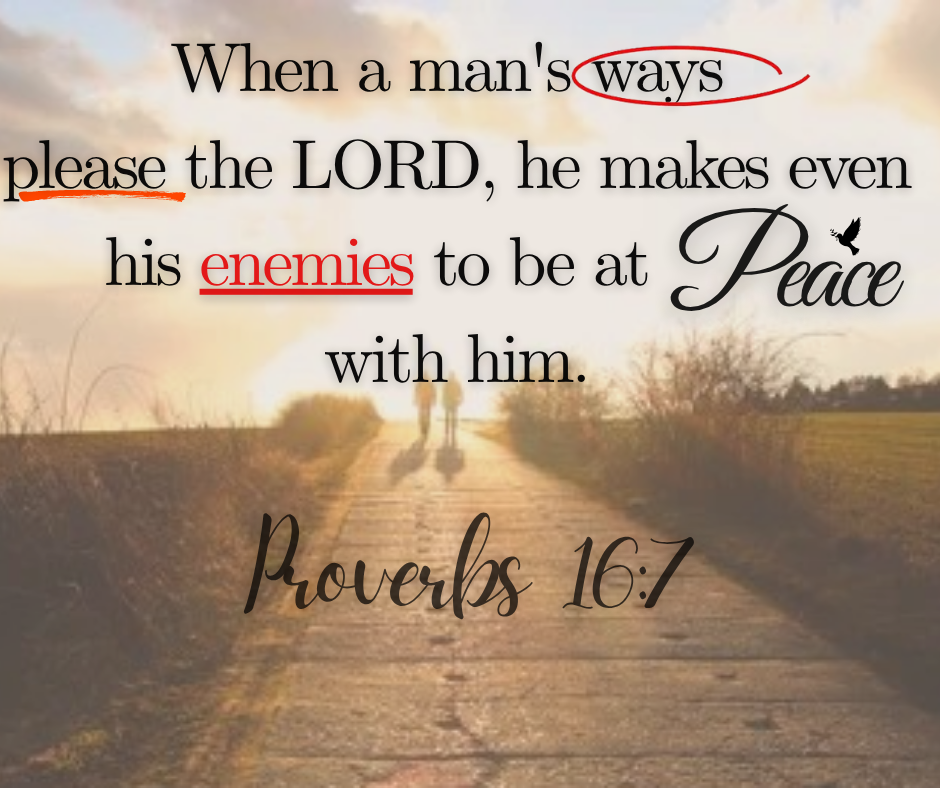 When a man's ways
please the LORD, he makes even
his enemies to be at Peace
with him.
Proverbs 16:7